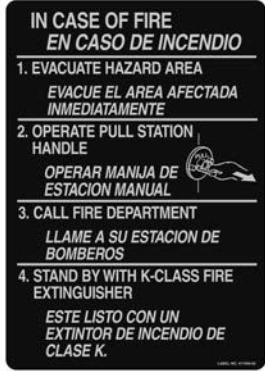 IN CASE OF FIRE
EN CASO DE INCENDIO
1. EVACUATE HAZARD AREA
EVACUE EL AREA AFECTADA
INMEDIATAMENTE
2. OPERATE PULL STATION
HANDLE
OPERAR MANIJA DE
ESTACION MANUAL
3. CALL FIRE DEPARTMENT
LLAME A SU ESTACION DE
BOMBEROS
4. STAND BY WITH K-CLASS FIRE
EXTINGUISHER
ESTE LISTO CON UN
EXTINTOR DE INCENDIO DE
CLASE K.